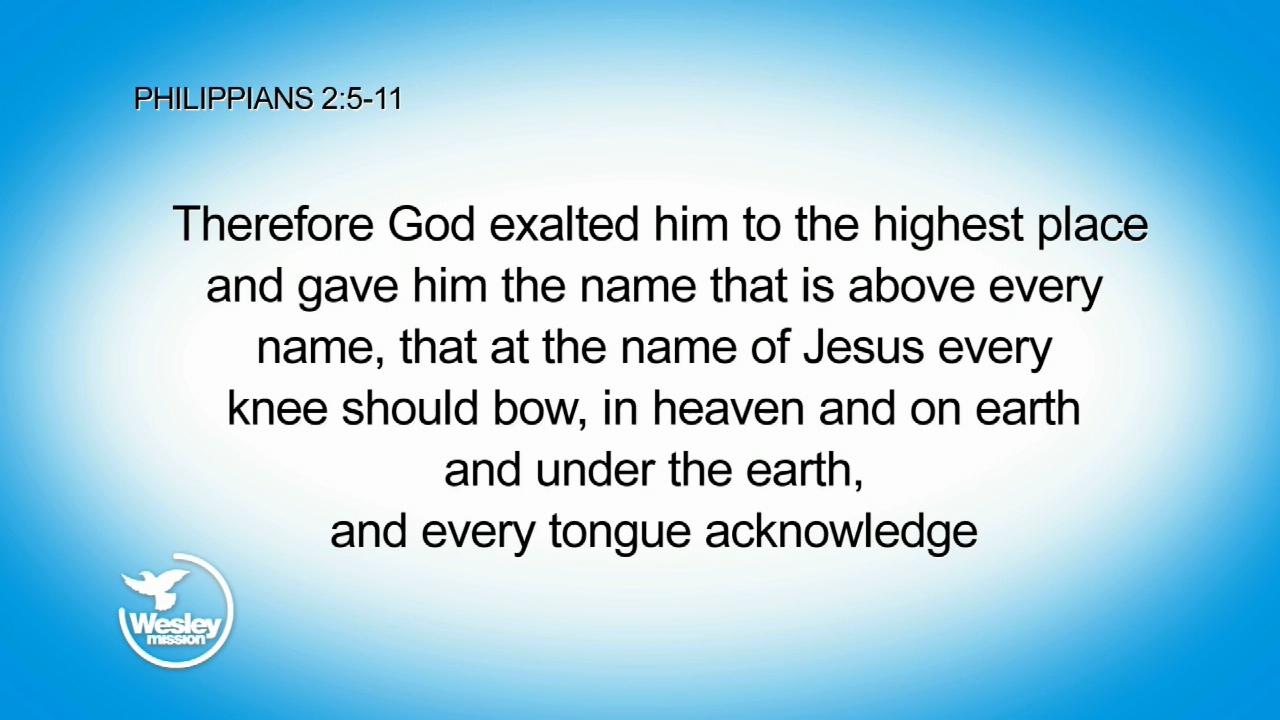 PHILIPPIANS 2:5-11
Therefore God exalted him to the highest place
and gave him the name that is above every
name, that at the name of Jesus every
knee should bow, in heaven and on earth
and under the earth,
and every tongue acknowledge
Wesley
mission